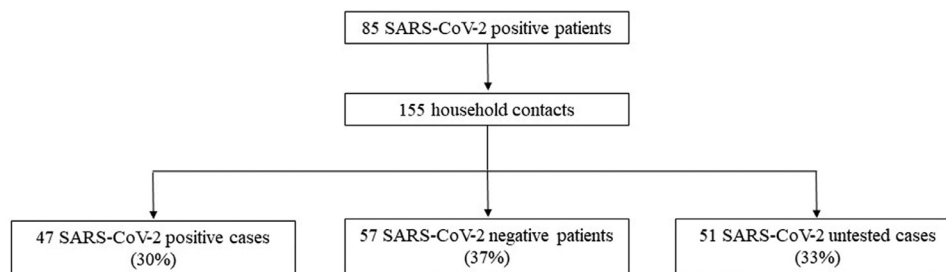 85 SARS-CoV-2 positive patients
155 household contacts
47 SARS-CoV-2 positive cases
(30%)
57 SARS-CoV-2 negative patients
(37%)
51 SARS-CoV-2 untested cases
(33%)